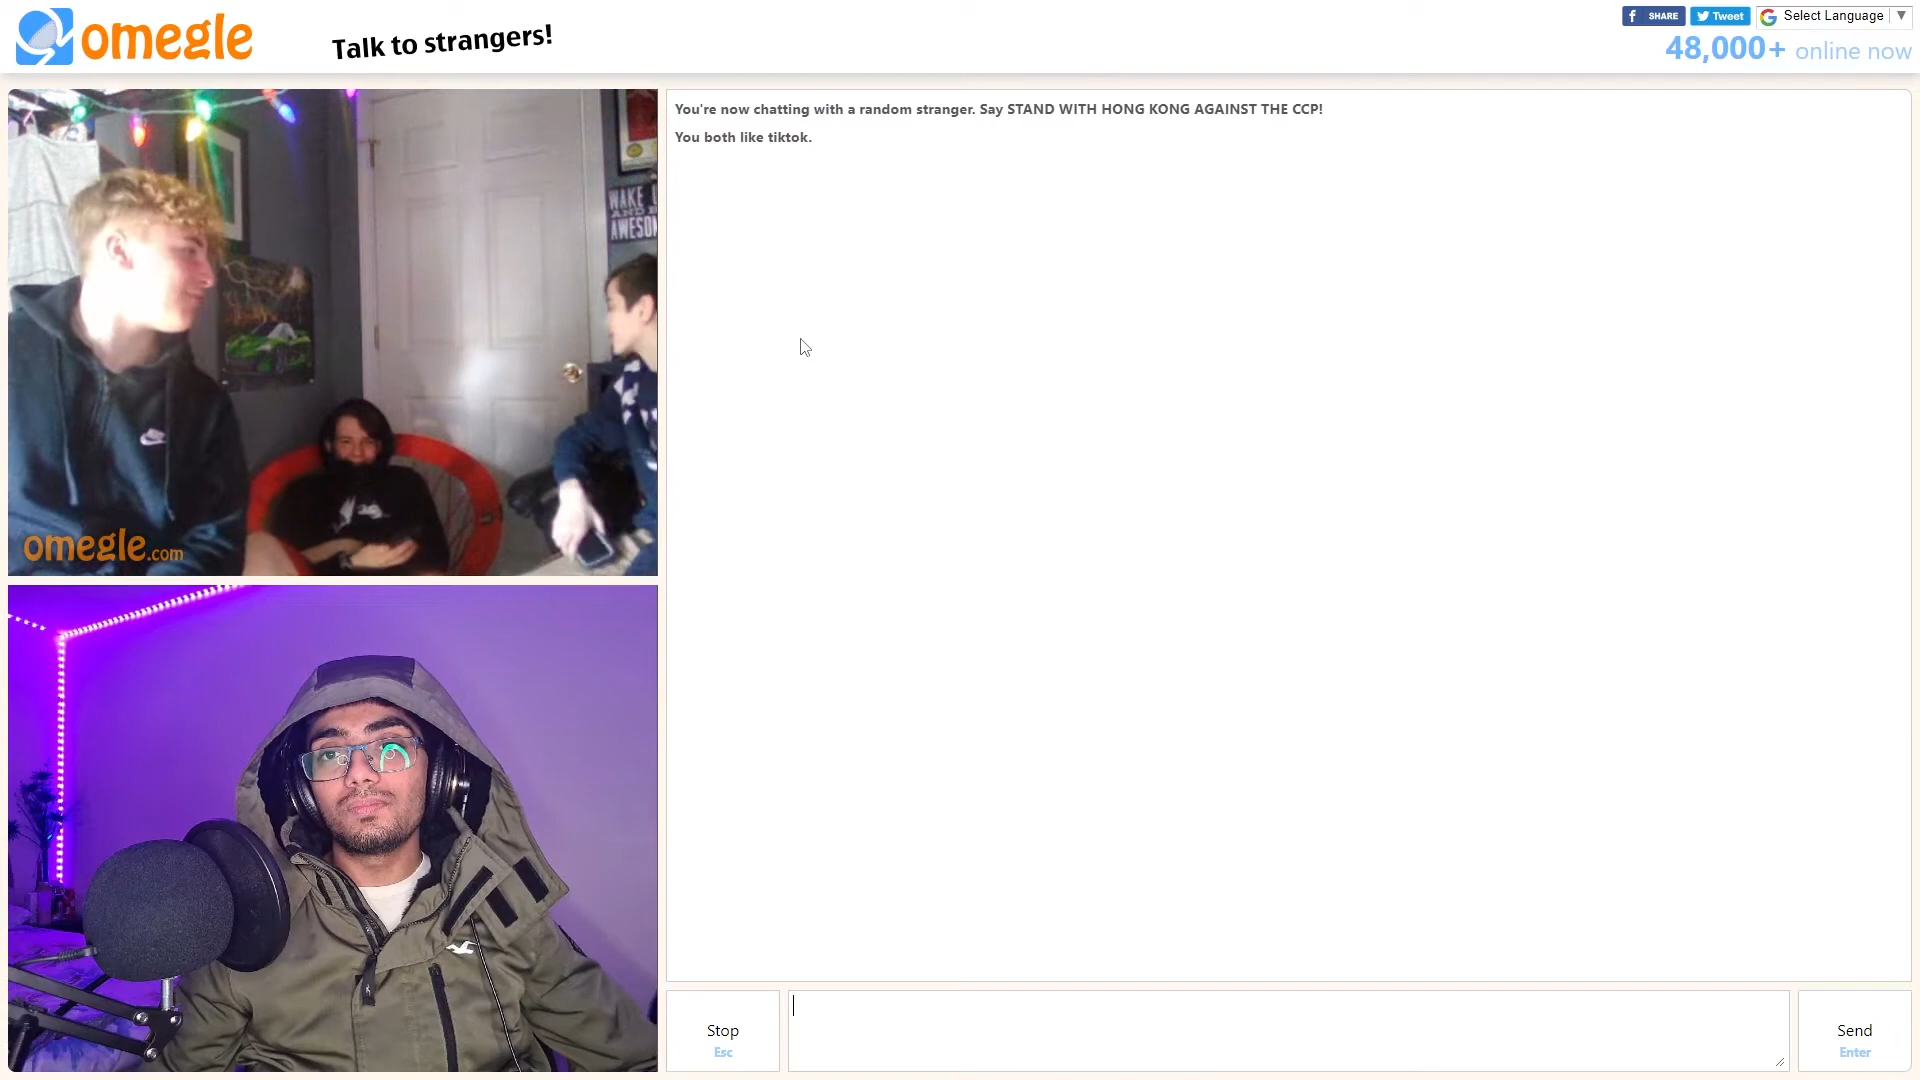 omegle
Talk to strangers!
SHARE
Tweet
Select Language
48,000+ online now
You're now chatting with a random stranger. Say STAND WITH HONG KONG AGAINST THE CCP!
You both like tiktok.
WAKE
AND
AWESOM
omegle.com
Stop
Esc
Send
Enter